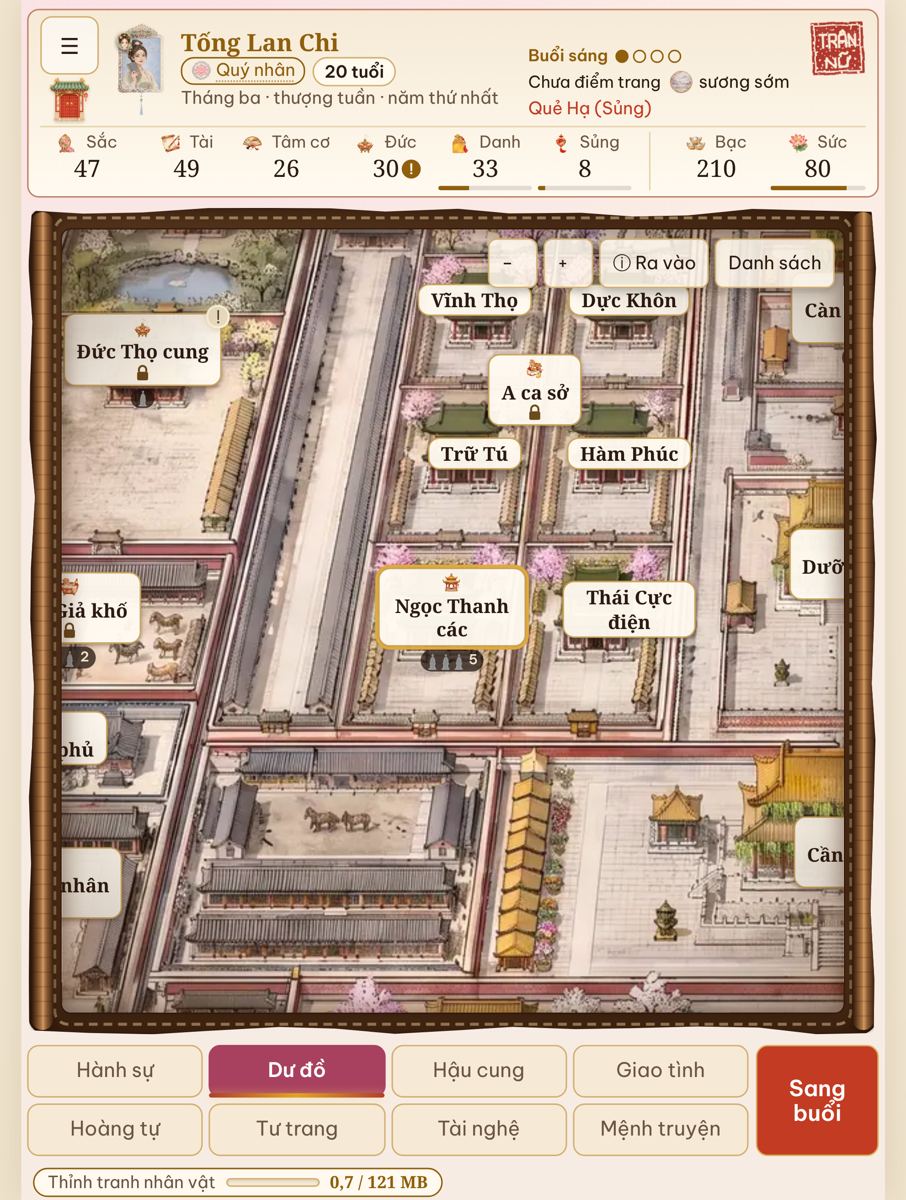 ☰
Tống Lan Chi
Quý nhân
20 tuổi
Tháng ba · thượng tuần · năm thứ nhất
Buổi sáng
Chưa điểm trang sương sớm
Quẻ Hạ (Sủng)
TRÂN
NỮ
Sắc
47
Tài
49
Tâm cơ
26
Đức
30 !
Danh
33
Sủng
8
Bạc
210
Sức
80
−
+
ⓘ Ra vào
Danh sách
Vĩnh Thọ
Dực Khôn
Càn
!
Đức Thọ cung
A ca sở
Trữ Tú
Hàm Phúc
Dưỡ
Giả khố
2
Ngọc Thanh
các
5
Thái Cực
điện
phủ
nhân
Cần
Hành sự
Dư đồ
Hậu cung
Giao tình
Hoàng tự
Tư trang
Tài nghệ
Mệnh truyện
Sang
buổi
Thỉnh tranh nhân vật
0,7 / 121 MB